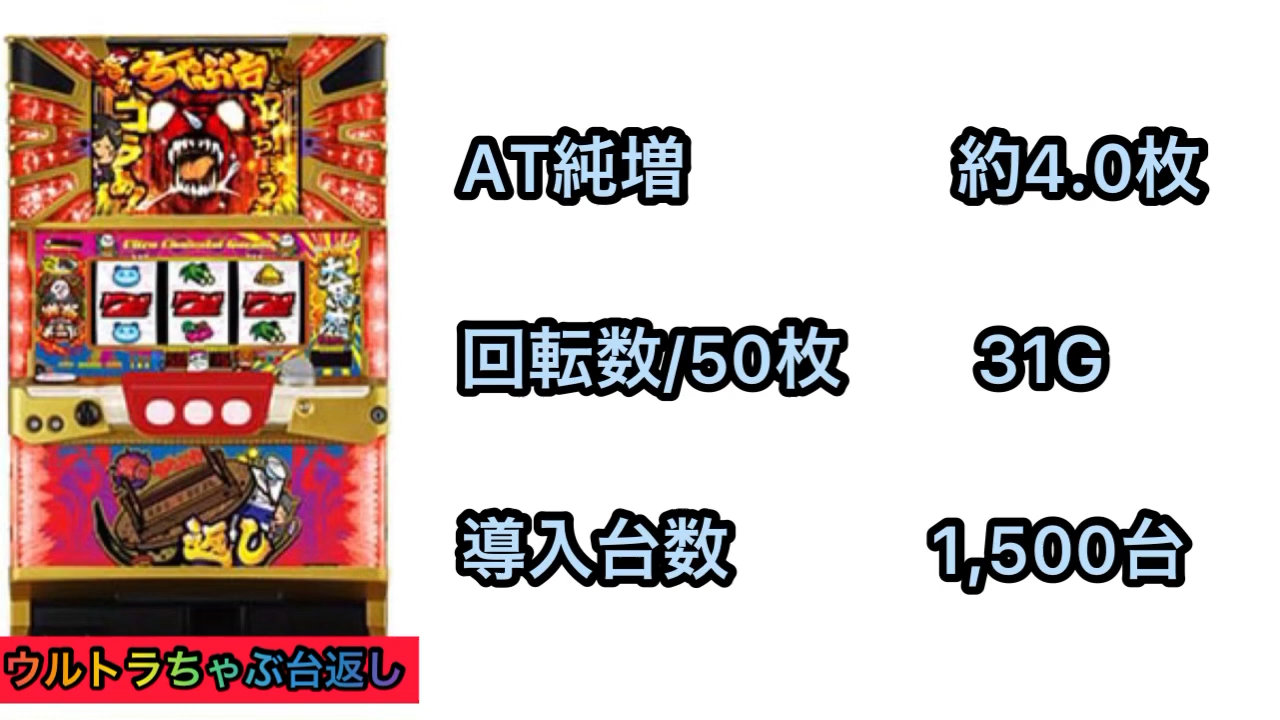 ちゃぶ台
返し
AT純増 約4.0枚
回転数/50枚 31G
導入台数 1,500台
ウルトラちゃぶ台返し